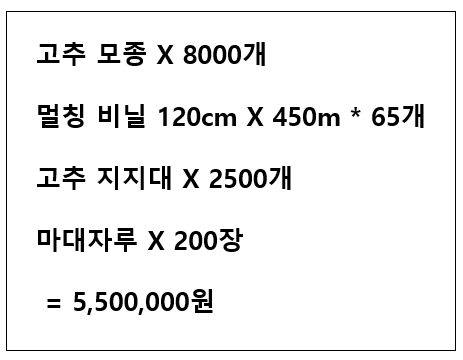 고추 모종 X 8000개
멀칭 비닐 120cm X 450m * 65개
고추 지지대 X 2500개
마대자루 X 200장
= 5,500,000원